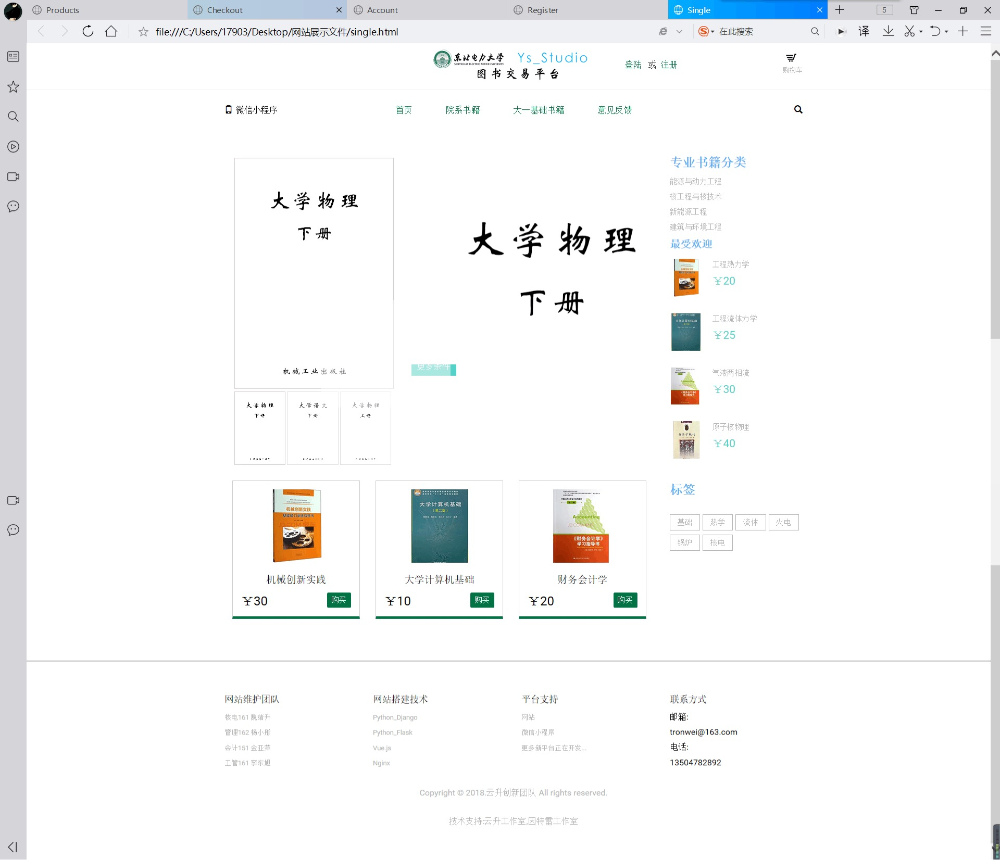 Products
Checkout
Account
Register
Single
5
file:///C:/Users/17903/Desktop/网站展示文件/single.html
在此搜索
译
东北电力大学
NORTHEAST ELECTRIC POWER UNIVERSITY
Ys_Studio
图书交易平台
登陆 或 注册
购物车
微信小程序
首页
院系书籍
大一基础书籍
意见反馈
大学物理
下册
机械工业出版社
大学物理
下册
大学语文
下册
大学物理
上册
大学物理
下册
更多条件
专业书籍分类
能源与动力工程
核工程与核技术
新能源工程
建筑与环境工程
最受欢迎
工程热力学
¥20
工程流体力学
¥25
气液两相流
¥30
原子核物理
¥40
机械创新实践
机械创新实践
¥30
购买
大学计算机基础
(第二版)
大学计算机基础
¥10
购买
Accounting
《财务会计学》
学习指导书
财务会计学
¥20
购买
标签
基础
热学
流体
火电
锅炉
核电
网站维护团队
核电161 魏绪升
管理162 杨小彤
会计151 金亚萍
工管161 李东旭
网站搭建技术
Python_Django
Python_Flask
Vue.js
Nginx
平台支持
网站
微信小程序
更多新平台正在开发...
联系方式
邮箱:
tronwei@163.com
电话:
13504782892
Copyright © 2018.云升创新团队 All rights reserved.
技术支持:云升工作室,因特雷工作室